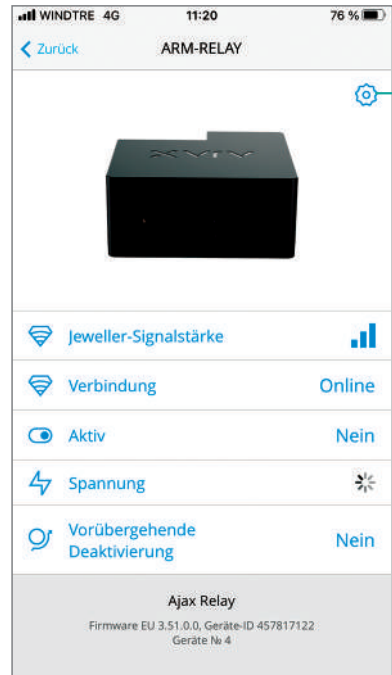 WINDTRE 4G 11:20 76 %
Zurück ARM-RELAY
AJAX
Jeweller-Signalstärke
Verbindung Online
Aktiv Nein
Spannung
Vorübergehende
Deaktivierung Nein
Ajax Relay
Firmware EU 3.51.0.0, Geräte-ID 457817122
Geräte № 4